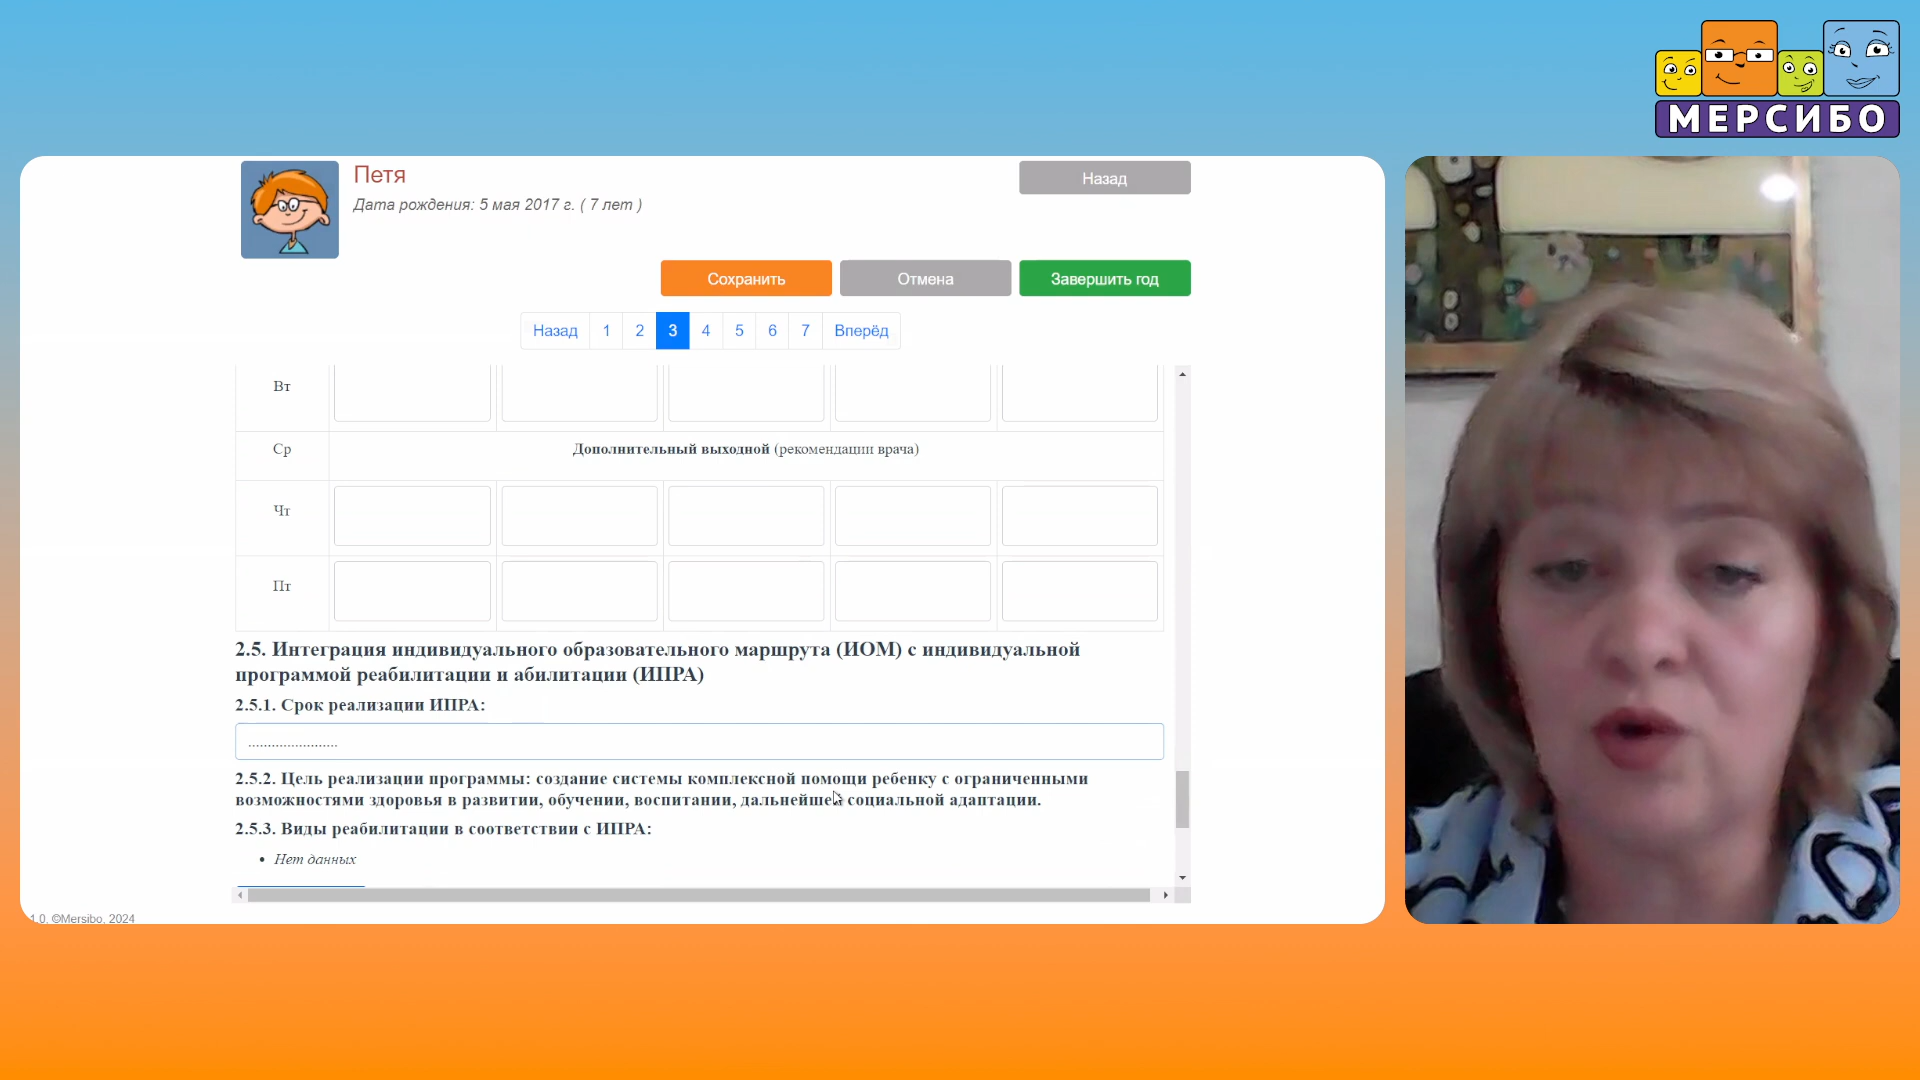 МЕРСИБО
Петя
Дата рождения: 5 мая 2017 г. ( 7 лет )
Назад
Сохранить
Отмена
Завершить год
Назад 1 2 3 4 5 6 7 Вперёд
Вт
Ср
Дополнительный выходной (рекомендации врача)
Чт
Пт
2.5. Интеграция индивидуального образовательного маршрута (ИОМ) с индивидуальной
программой реабилитации и абилитации (ИПРА)
2.5.1. Срок реализации ИПРА:
.......................
2.5.2. Цель реализации программы: создание системы комплексной помощи ребенку с ограниченными
возможностями здоровья в развитии, обучении, воспитании, дальнейшей социальной адаптации.
2.5.3. Виды реабилитации в соответствии с ИПРА:
• Нет данных
1.0, ©Mersibo, 2024